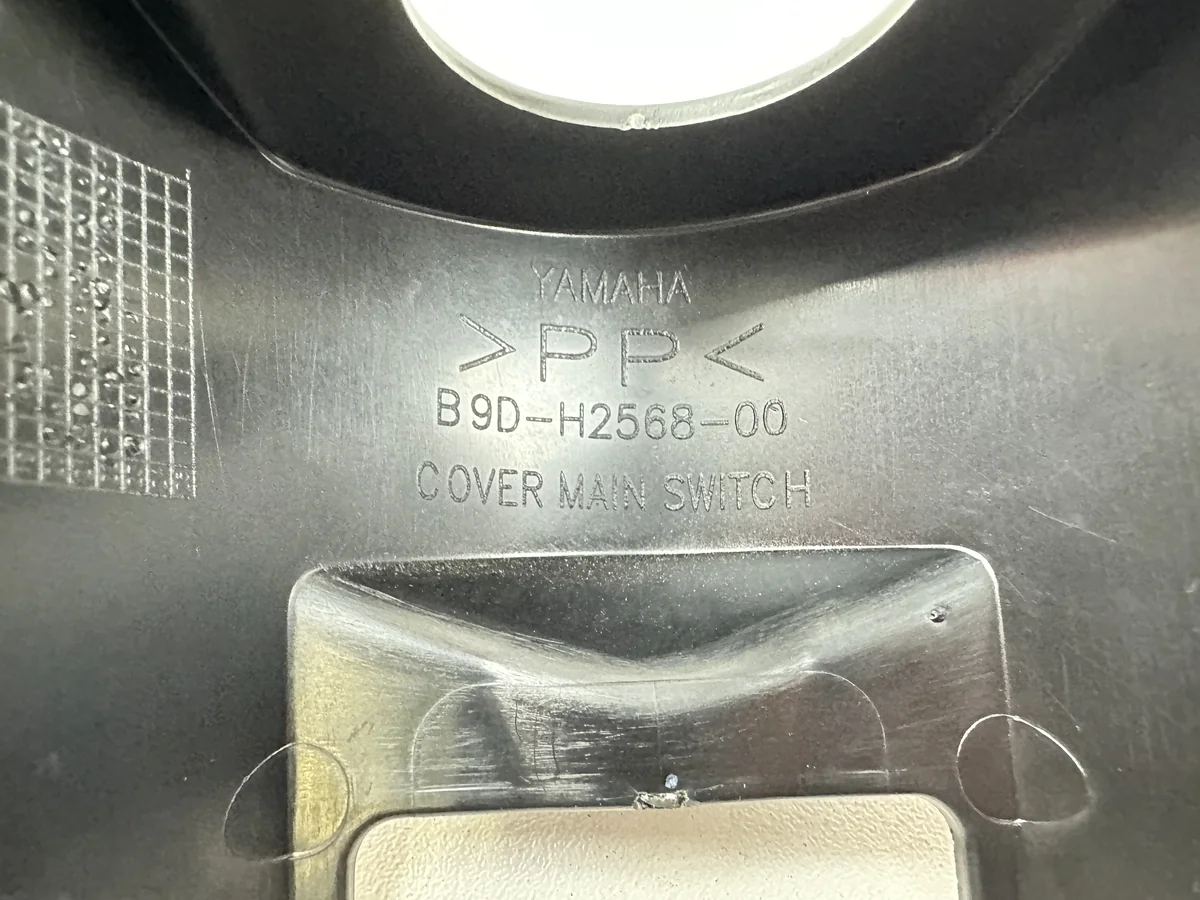 YAMAHA
>PP<
B9D-H2568-00
COVER MAIN SWITCH